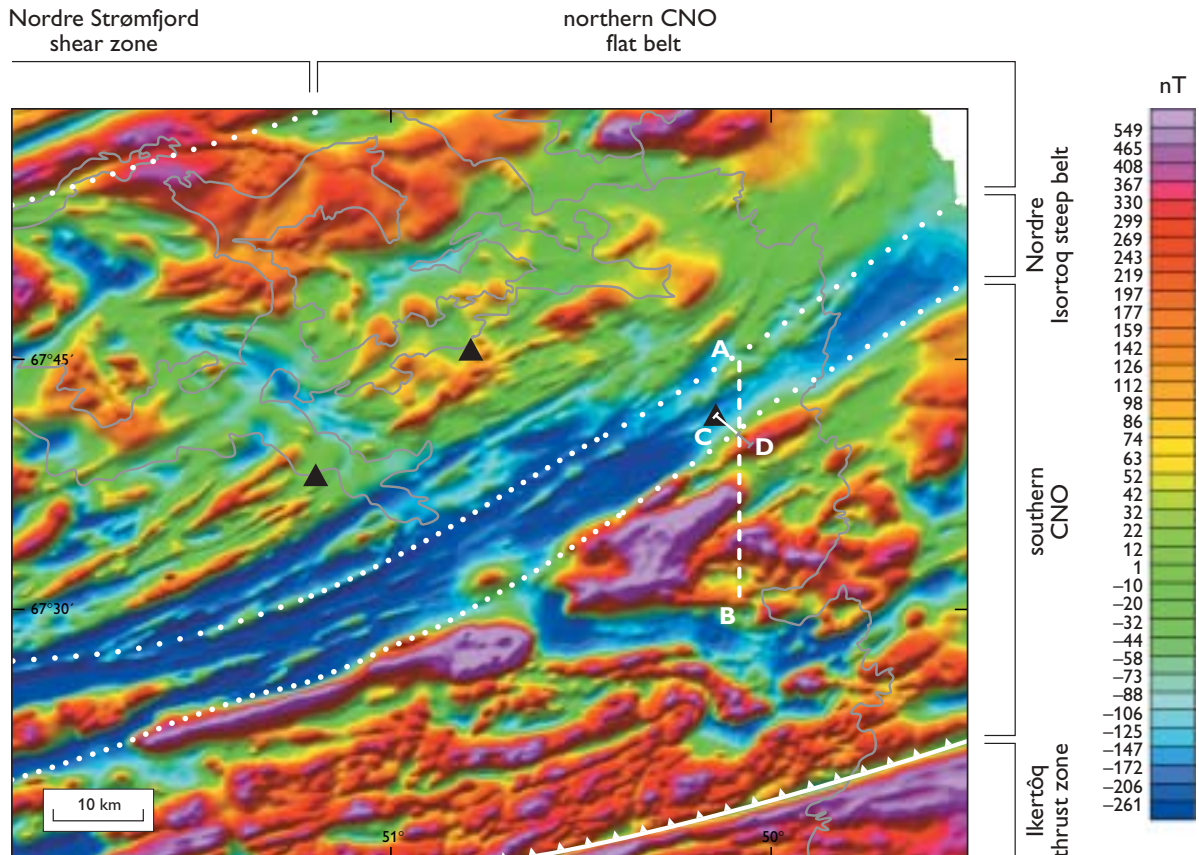 Nordre Strømfjord
shear zone
northern CNO
flat belt
nT
549
465
408
367
330
299
269
243
219
197
177
159
142
126
112
98
86
74
63
52
42
32
22
12
1
–10
–20
–32
–44
–58
–73
–88
–106
–125
–147
–172
–206
–261
Nordre
Isortoq steep belt
southern
CNO
Ikertôq
thrust zone
67°45´
67°30´
A
C
D
B
10 km
51°
50°